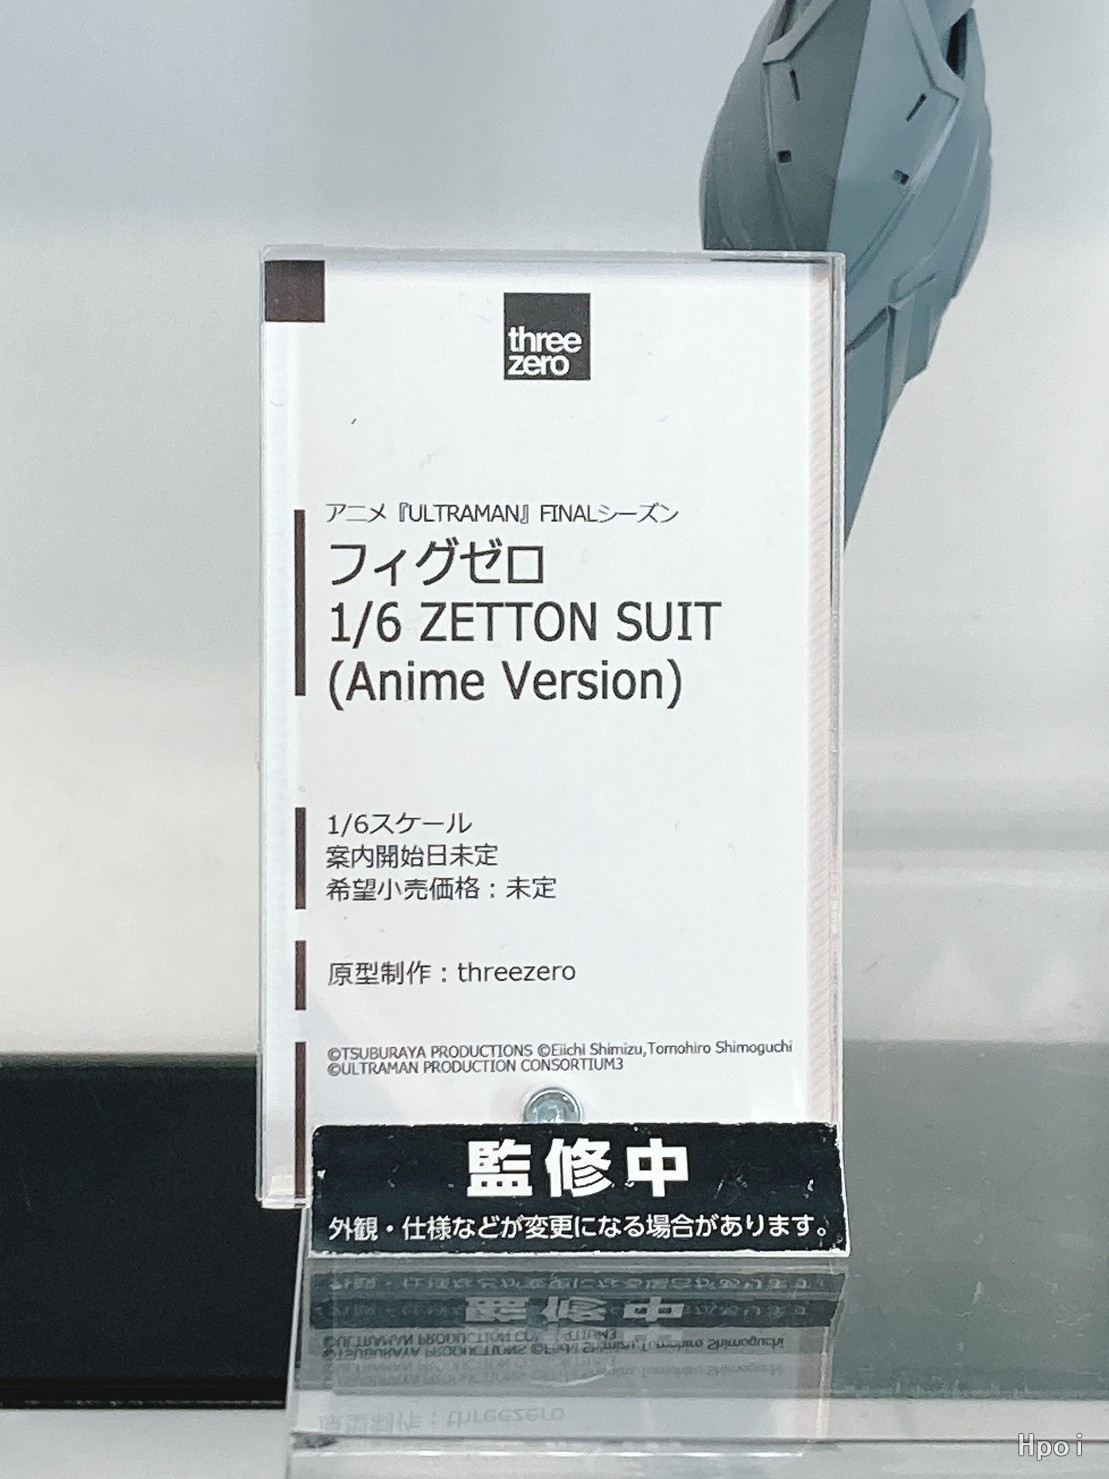 three
zero
アニメ『ULTRAMAN』FINALシーズン
フィグゼロ
1/6 ZETTON SUIT
(Anime Version)
1/6スケール
案内開始日未定
希望小売価格：未定
原型制作：threezero
©TSUBURAYA PRODUCTIONS ©Eiichi Shimizu,Tomohiro Shimoguchi
©ULTRAMAN PRODUCTION CONSORTIUM3
監修中
外観・仕様などが変更になる場合があります。
Hpoi